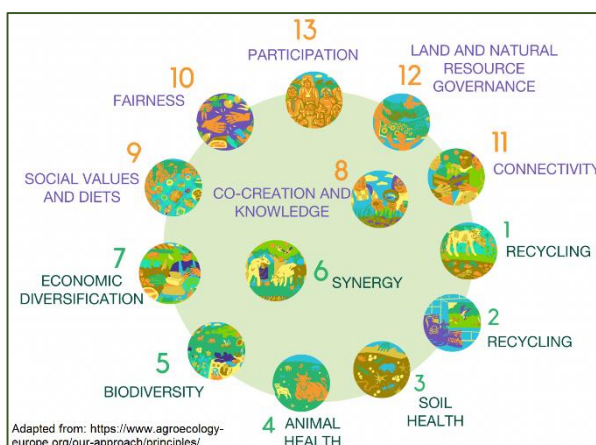 13
PARTICIPATION
12
LAND AND NATURAL
RESOURCE
GOVERNANCE
10
FAIRNESS
11
CONNECTIVITY
9
SOCIAL VALUES
AND DIETS
8
CO-CREATION AND
KNOWLEDGE
1
RECYCLING
7
ECONOMIC
DIVERSIFICATION
6
SYNERGY
2
RECYCLING
5
BIODIVERSITY
3
SOIL
HEALTH
4
ANIMAL
HEALTH
Adapted from: https://www.agroecology-
europe.org/our-approach/principles/